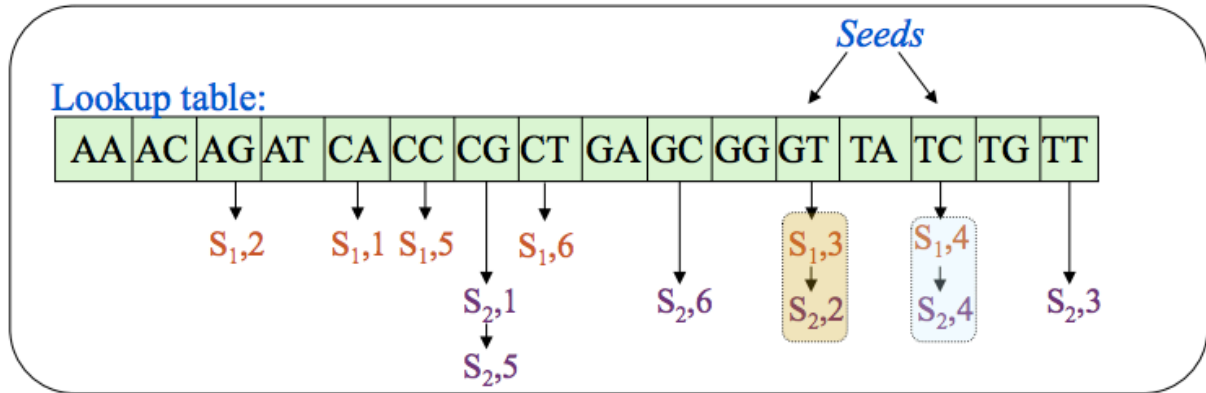 Seeds
Lookup table:
AA AC AG AT CA CC CG CT GA GC GG GT TA TC TG TT
S1,2 S1,1 S1,5 S1,6 S1,3 S1,4
S2,1 S2,6 S2,2 S2,4 S2,3
S2,5